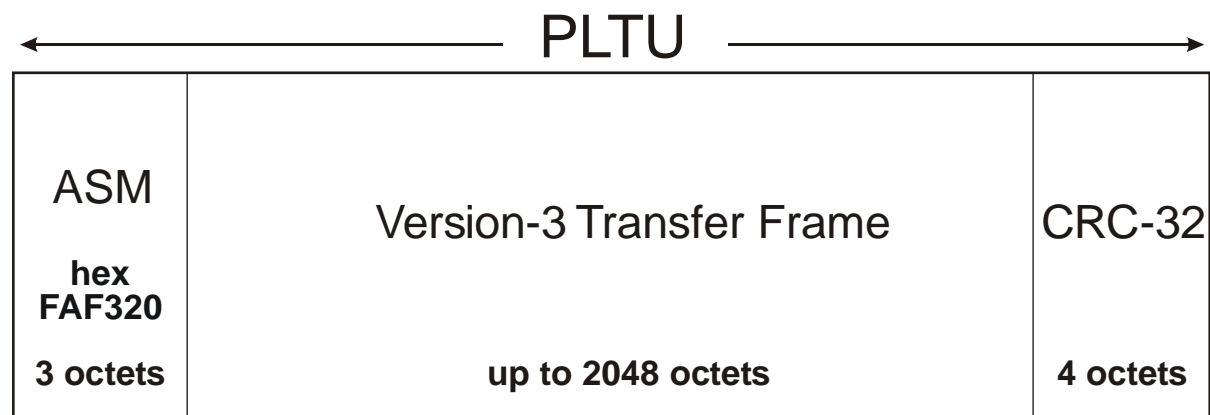 PLTU
ASM
hex
FAF320
3 octets
Version-3 Transfer Frame
up to 2048 octets
CRC-32
4 octets